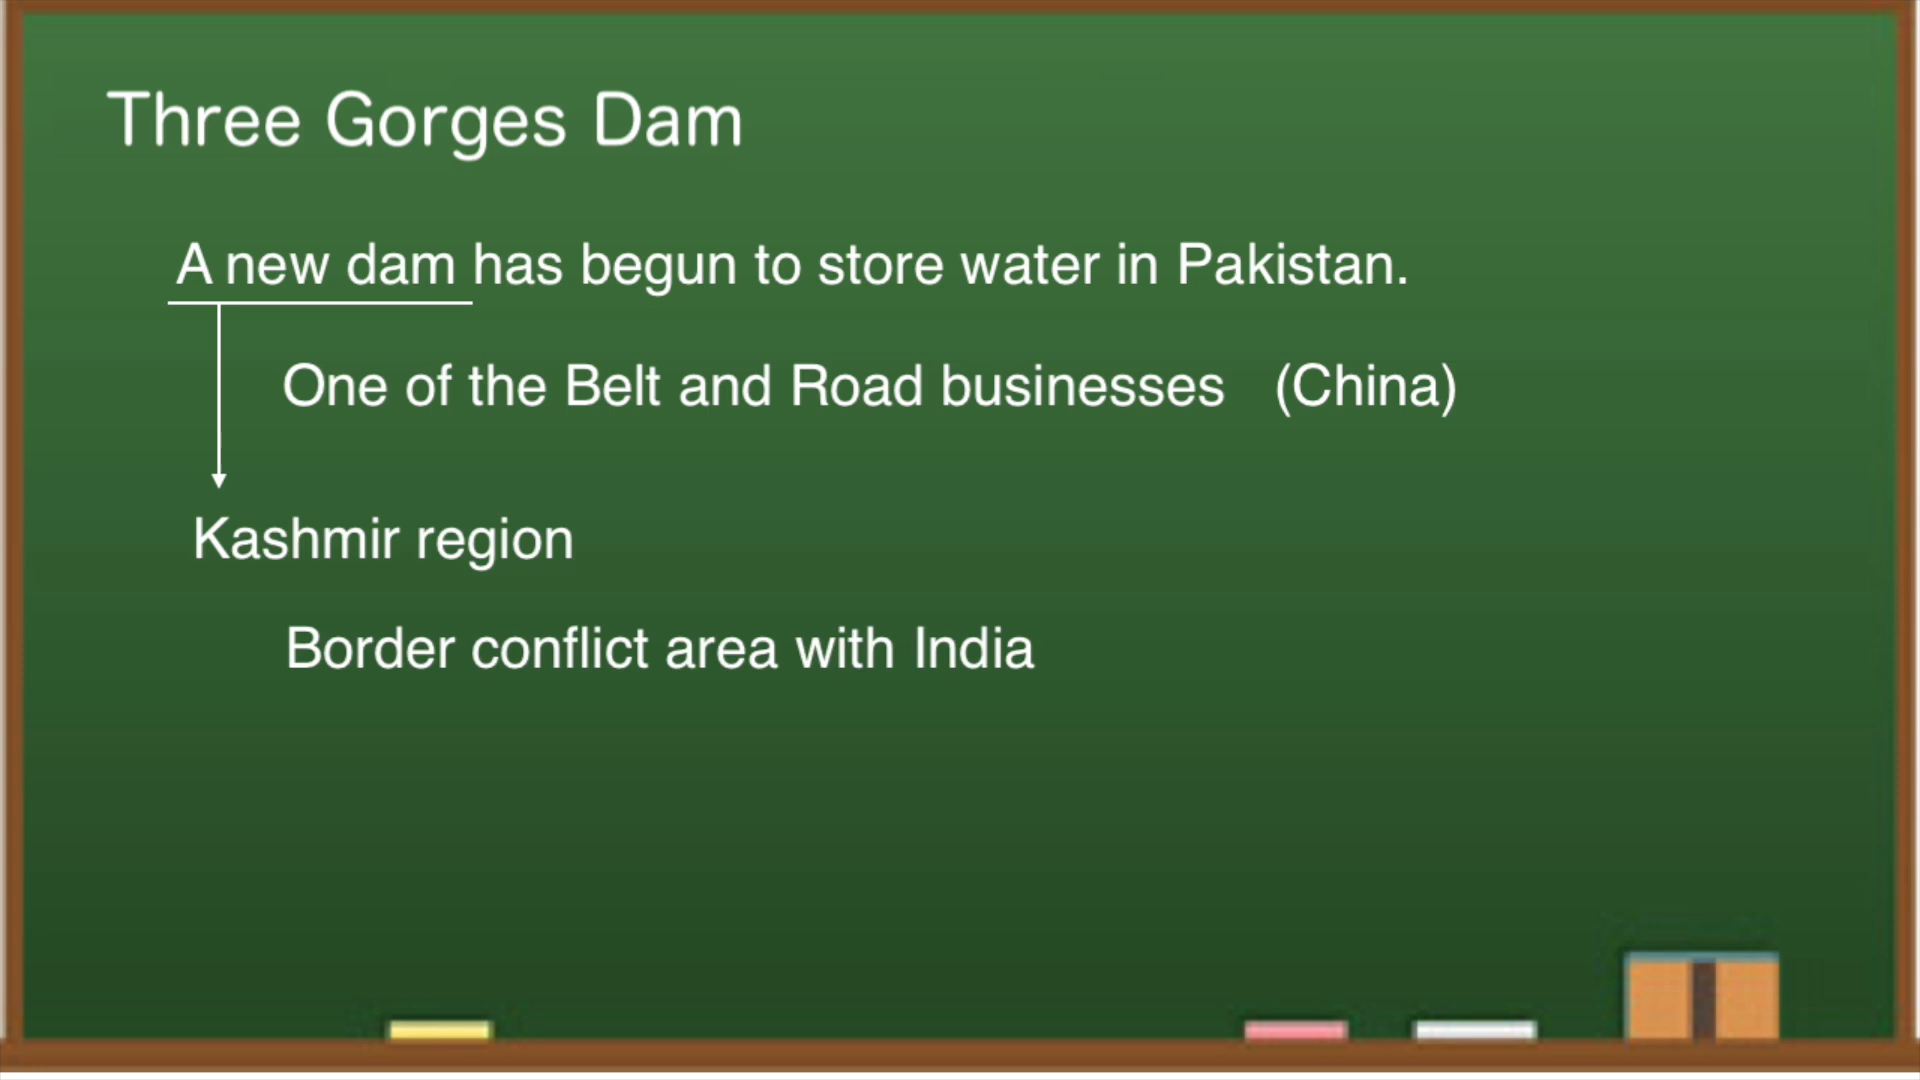 Three Gorges Dam
A new dam has begun to store water in Pakistan.
One of the Belt and Road businesses (China)
Kashmir region
Border conflict area with India